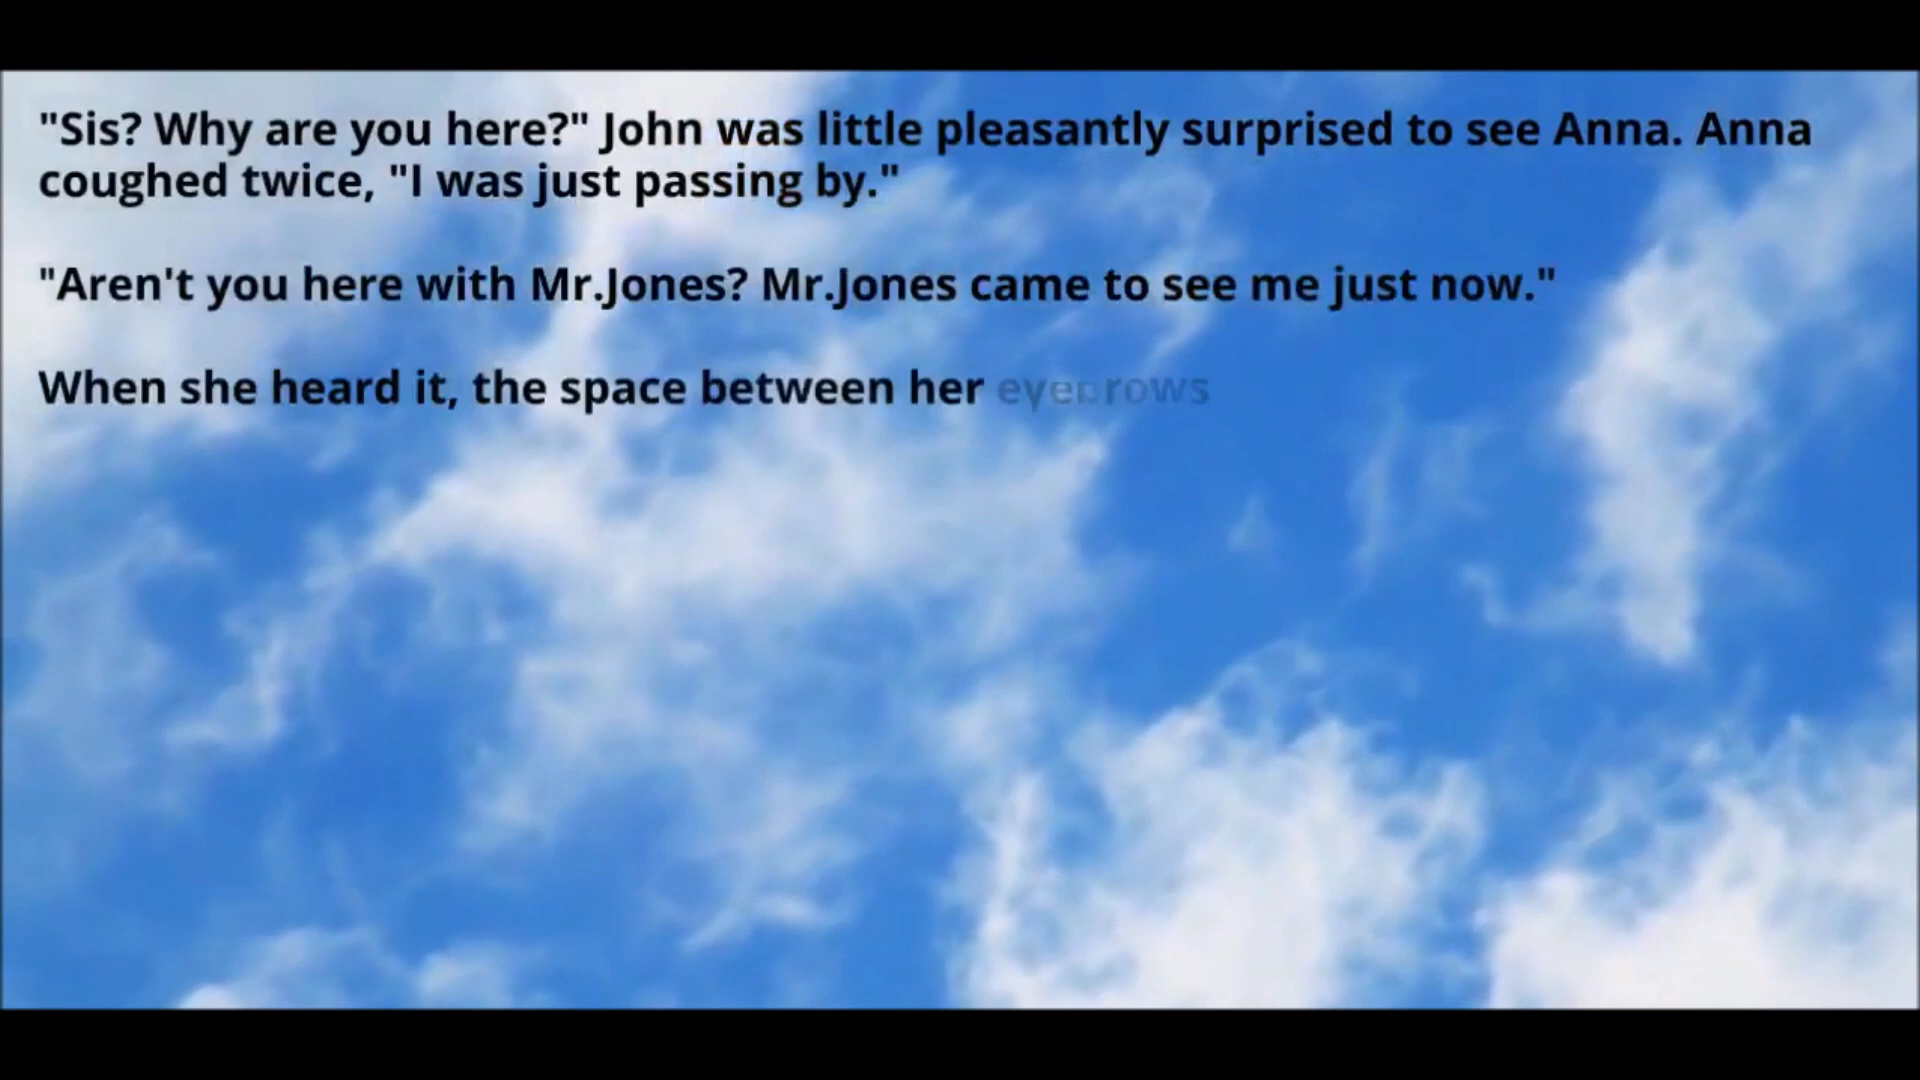 "Sis? Why are you here?" John was little pleasantly surprised to see Anna. Anna
coughed twice, "I was just passing by."
"Aren't you here with Mr.Jones? Mr.Jones came to see me just now."
When she heard it, the space between her eyebrows